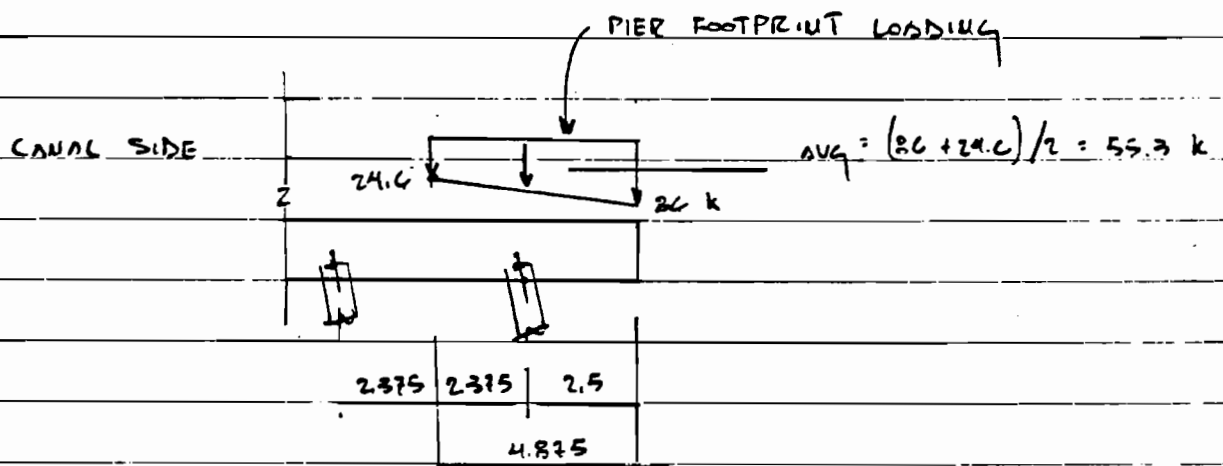 PIER FOOTPRINT LOADING
CANAL SIDE
AVG = (86 + 24.6) / 2 = 55.3 k
24.6
86 k
2
2.375 2.375 2.5
4.875